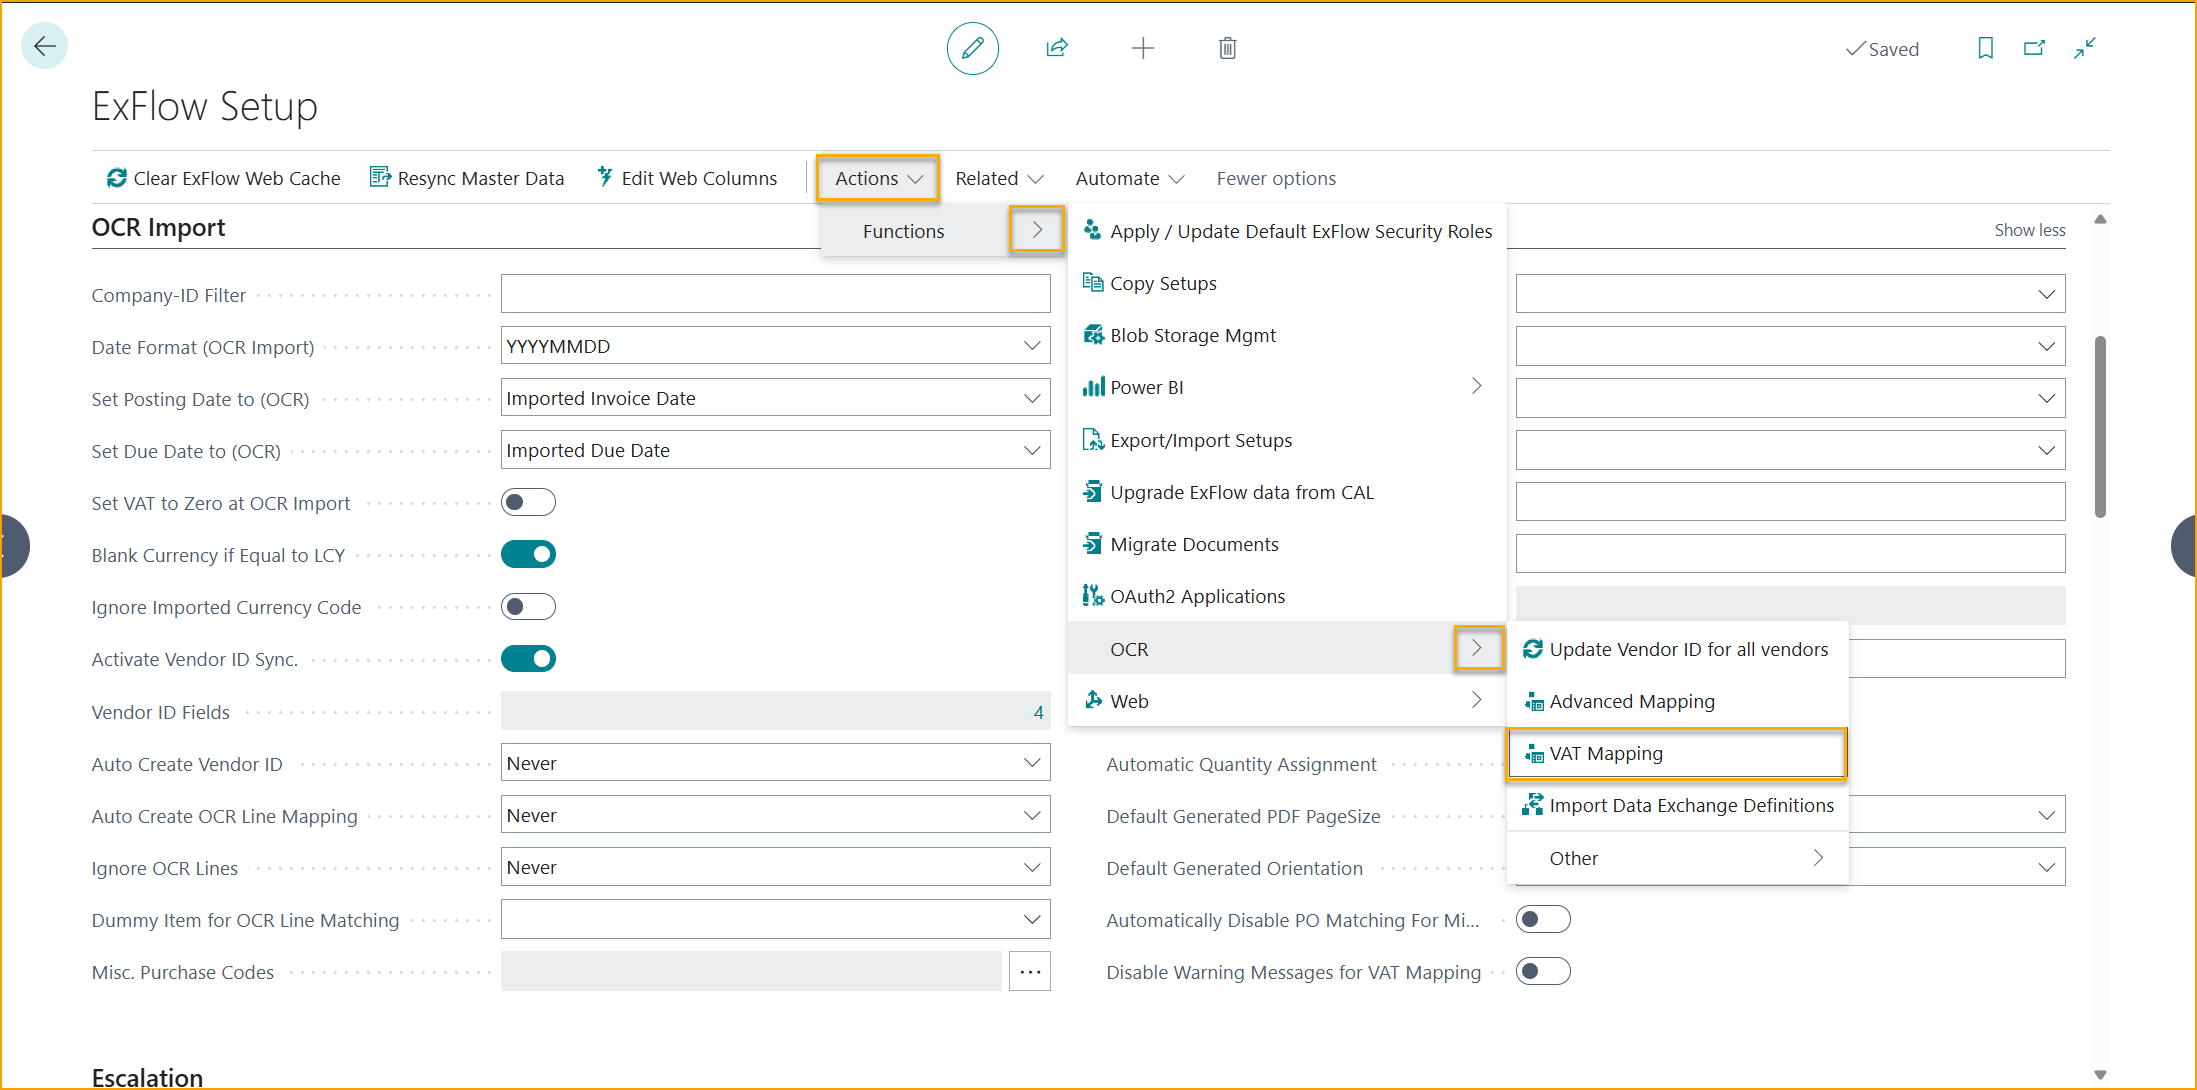 Saved
ExFlow Setup
Clear ExFlow Web Cache
Resync Master Data
Edit Web Columns
Actions
Related
Automate
Fewer options
OCR Import
Functions
Show less
Apply / Update Default ExFlow Security Roles
Copy Setups
Blob Storage Mgmt
Power BI
Export/Import Setups
Upgrade ExFlow data from CAL
Migrate Documents
OAuth2 Applications
OCR
Web
Update Vendor ID for all vendors
Advanced Mapping
VAT Mapping
Import Data Exchange Definitions
Other
Company-ID Filter
Date Format (OCR Import)
YYYYMMDD
Set Posting Date to (OCR)
Imported Invoice Date
Set Due Date to (OCR)
Imported Due Date
Set VAT to Zero at OCR Import
Blank Currency if Equal to LCY
Ignore Imported Currency Code
Activate Vendor ID Sync.
Vendor ID Fields
4
Auto Create Vendor ID
Never
Auto Create OCR Line Mapping
Never
Ignore OCR Lines
Never
Dummy Item for OCR Line Matching
Misc. Purchase Codes
Automatic Quantity Assignment
Default Generated PDF PageSize
Default Generated Orientation
Automatically Disable PO Matching For Mi...
Disable Warning Messages for VAT Mapping
Escalation